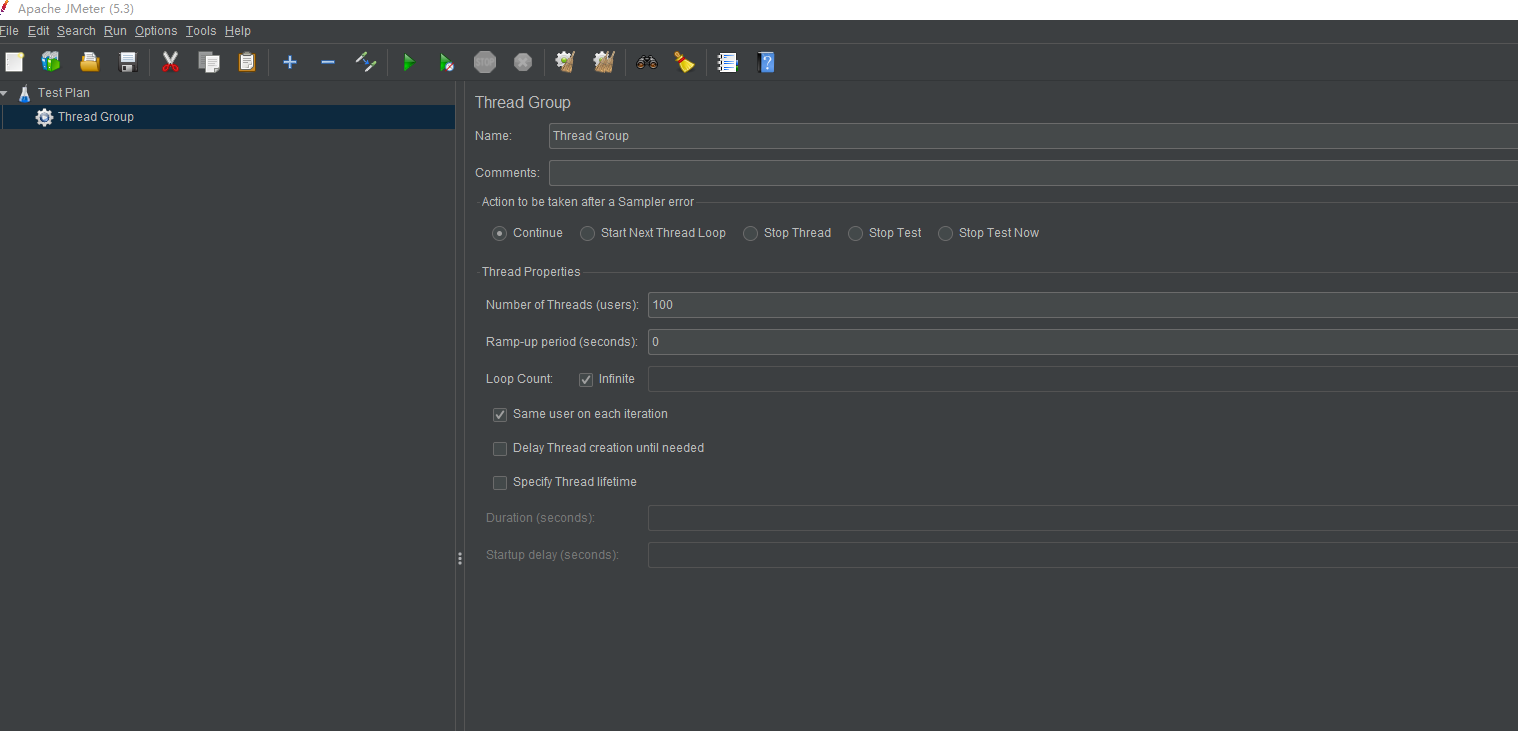 Apache JMeter (5.3)
File Edit Search Run Options Tools Help
STOP
Test Plan
Thread Group
Thread Group
Name: Thread Group
Comments:
Action to be taken after a Sampler error
Continue Start Next Thread Loop Stop Thread Stop Test Stop Test Now
Thread Properties
Number of Threads (users): 100
Ramp-up period (seconds): 0
Loop Count: Infinite
Same user on each iteration
Delay Thread creation until needed
Specify Thread lifetime
Duration (seconds):
Startup delay (seconds):